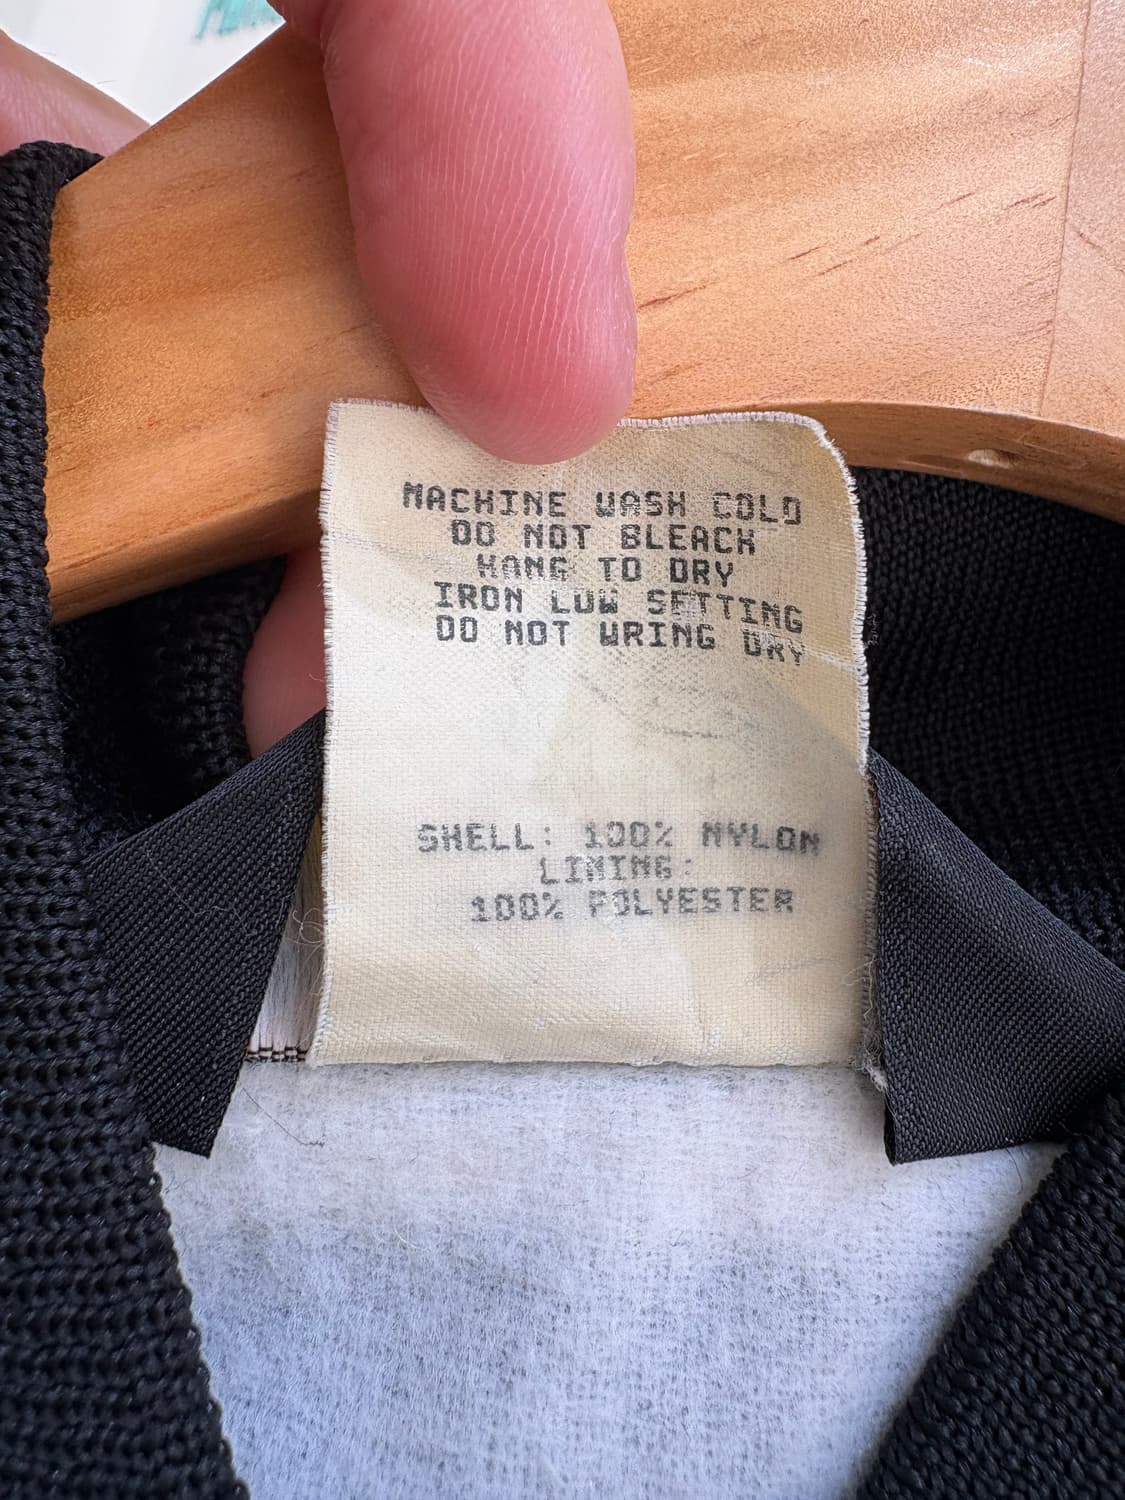 MACHINE WASH COLD
DO NOT BLEACH
HANG TO DRY
IRON LOW SETTING
DO NOT WRING DRY
SHELL: 100% NYLON
LINING:
100% POLYESTER